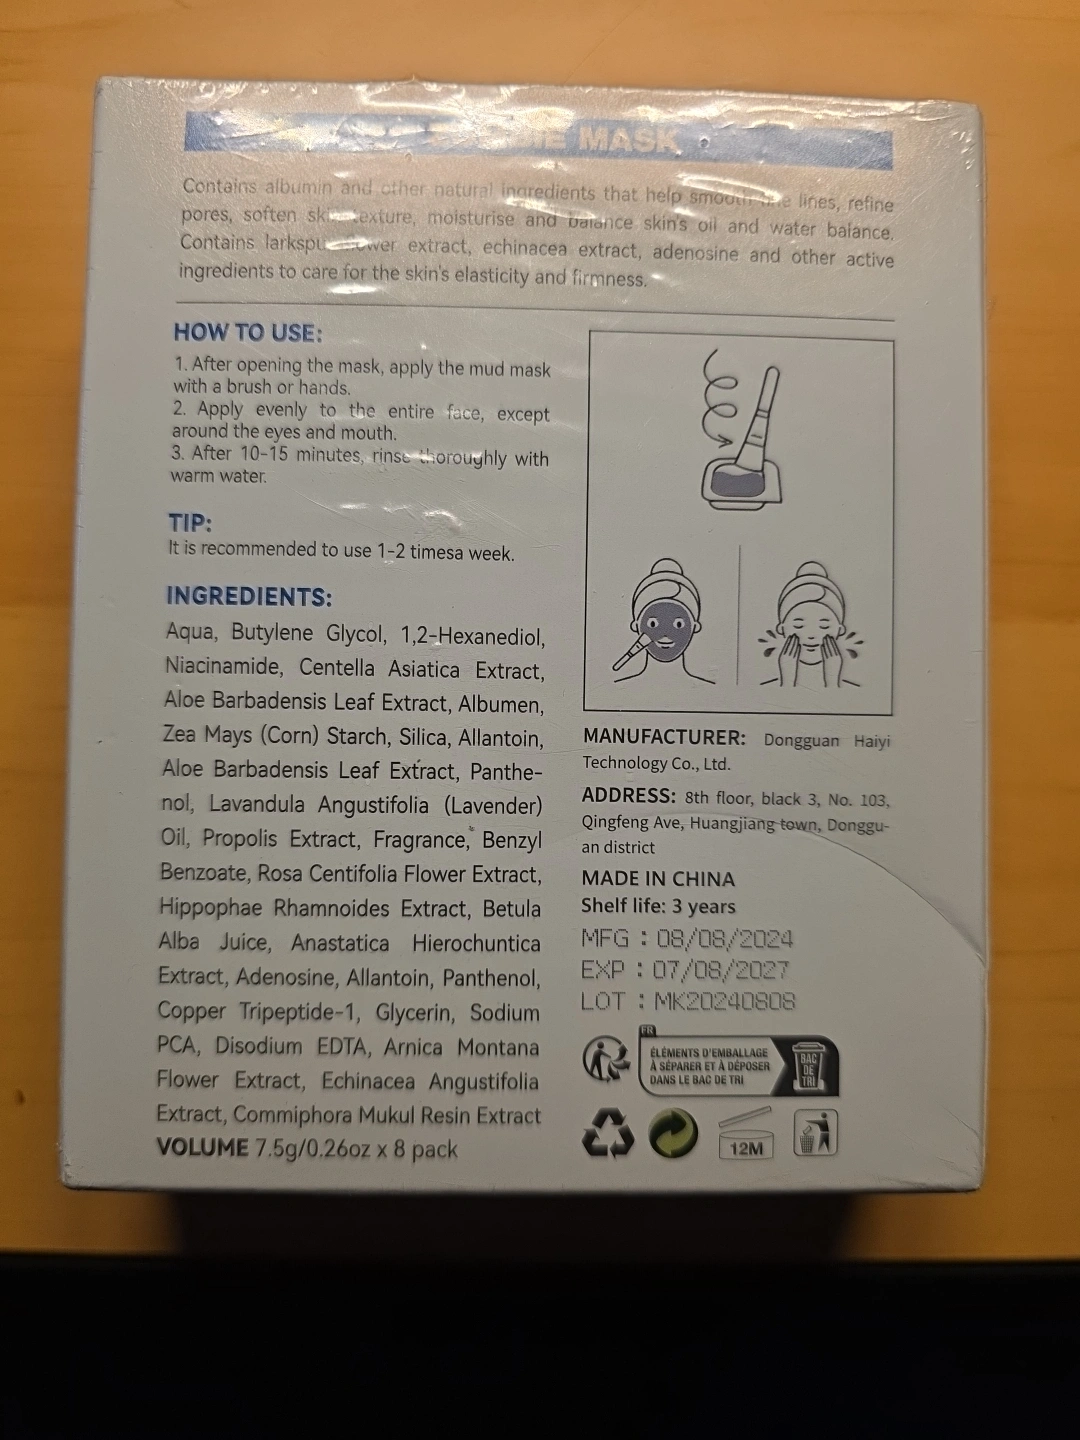 MASK
Contains albumin and other natural ingredients that help smooth lines, refine
pores, soften texture, moisturise and balance skin's oil and water balance.
Contains extract, echinacea extract, adenosine and other active
ingredients to care for the skin's elasticity and firmness.
HOW TO USE:
1. After opening the mask, apply the mud mask
with a brush or hands.
2. Apply evenly to the entire face, except
around the eyes and mouth.
3. After 10-15 minutes, rinse thoroughly with
warm water.
TIP:
It is recommended to use 1-2 timesa week.
INGREDIENTS:
Aqua, Butylene Glycol, 1,2-Hexanediol,
Niacinamide, Centella Asiatica Extract,
Aloe Barbadensis Leaf Extract, Albumen,
Zea Mays (Corn) Starch, Silica, Allantoin,
Aloe Barbadensis Leaf Extract, Panthe-
nol, Lavandula Angustifolia (Lavender)
Oil, Propolis Extract, Fragrance, Benzyl
Benzoate, Rosa Centifolia Flower Extract,
Hippophae Rhamnoides Extract, Betula
Alba Juice, Anastatica Hierochuntica
Extract, Adenosine, Allantoin, Panthenol,
Copper Tripeptide-1, Glycerin, Sodium
PCA, Disodium EDTA, Arnica Montana
Flower Extract, Echinacea Angustifolia
Extract, Commiphora Mukul Resin Extract
VOLUME 7.5g/0.26oz x 8 pack
MANUFACTURER: Dongguan Haiyi
Technology Co., Ltd.
ADDRESS: 8th floor, black 3, No. 103,
Qingfeng Ave, Huangjiang town, Donggu-
an district
MADE IN CHINA
Shelf life: 3 years
MFG : 08/08/2024
EXP : 07/08/2027
LOT : MK20240808
FR
ÉLÉMENTS D'EMBALLAGE
À SÉPARER ET À DÉPOSER
DANS LE BAC DE TRI
BAC
DE
TRI
12M